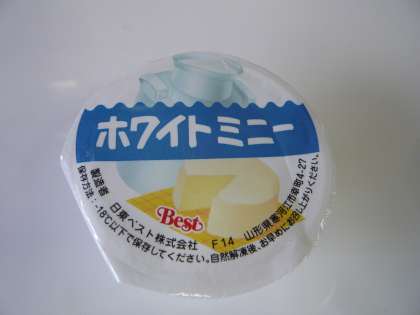 ホワイトミニー
Best
製造者 日東ベスト株式会社 F14 山形県寒河江市幸町4-27
保存方法:-18℃以下で保存してください。自然解凍後、お早めにお召し上がりください。